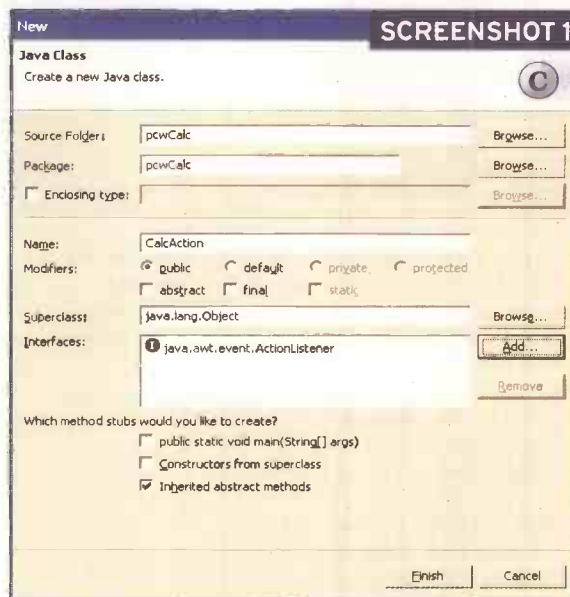 New
SCREENSHOT 1
Java Class
Create a new Java class.
C
Source Folder: pcwCalc Browse...
Package: pcwCalc Browse...
Enclosing type: Browse...
Name: CalcAction
Modifiers: public default private protected
abstract final static
Superclass: java.lang.Object Browse...
Interfaces: I java.awt.event.ActionListener Add...
Remove
Which method stubs would you like to create?
public static void main(String[] args)
Constructors from superclass
Inherited abstract methods
Finish Cancel